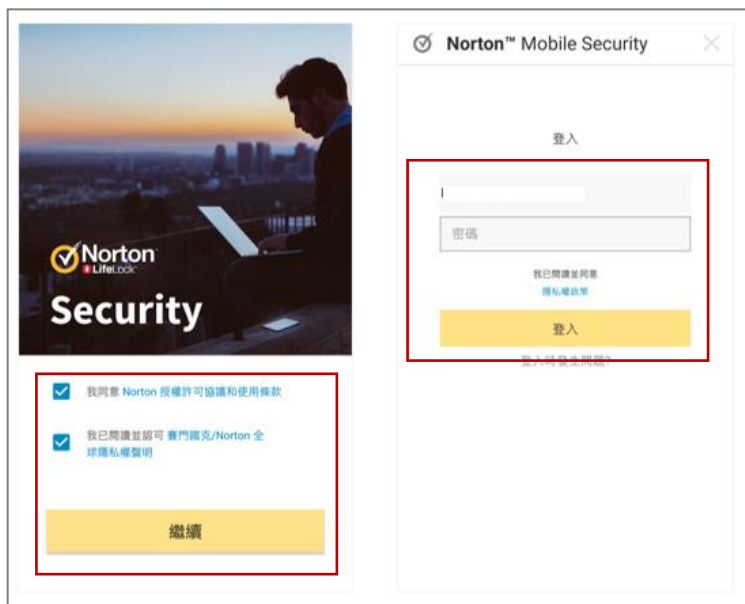 Norton
LifeLock
Security
我同意 Norton 授權許可協議和使用條款
我已閱讀並認可 賽門鐵克/Norton 全
球隱私權聲明
繼續
Norton™ Mobile Security
登入
密碼
我已閱讀並同意
隱私權政策
登入
登入時發生問題?